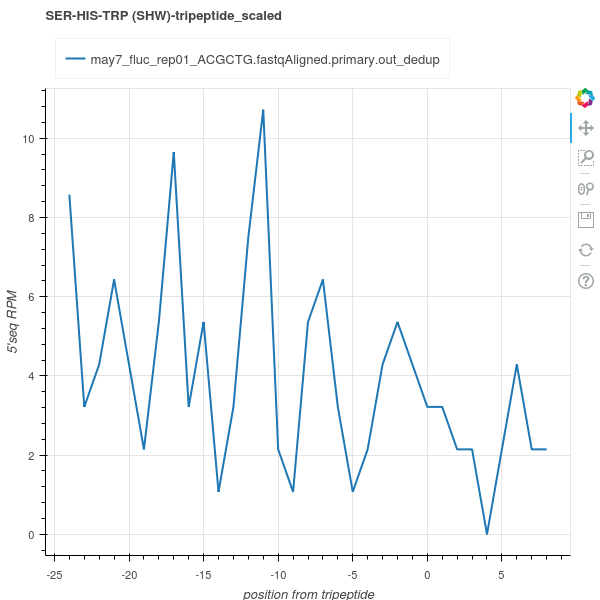 SER-HIS-TRP (SHW)-tripeptide_scaled
may7_fluc_rep01_ACGCTG.fastqAligned.primary.out_dedup
10
8
6
4
2
0
5'seq RPM
-25 -20 -15 -10 -5 0 5
position from tripeptide